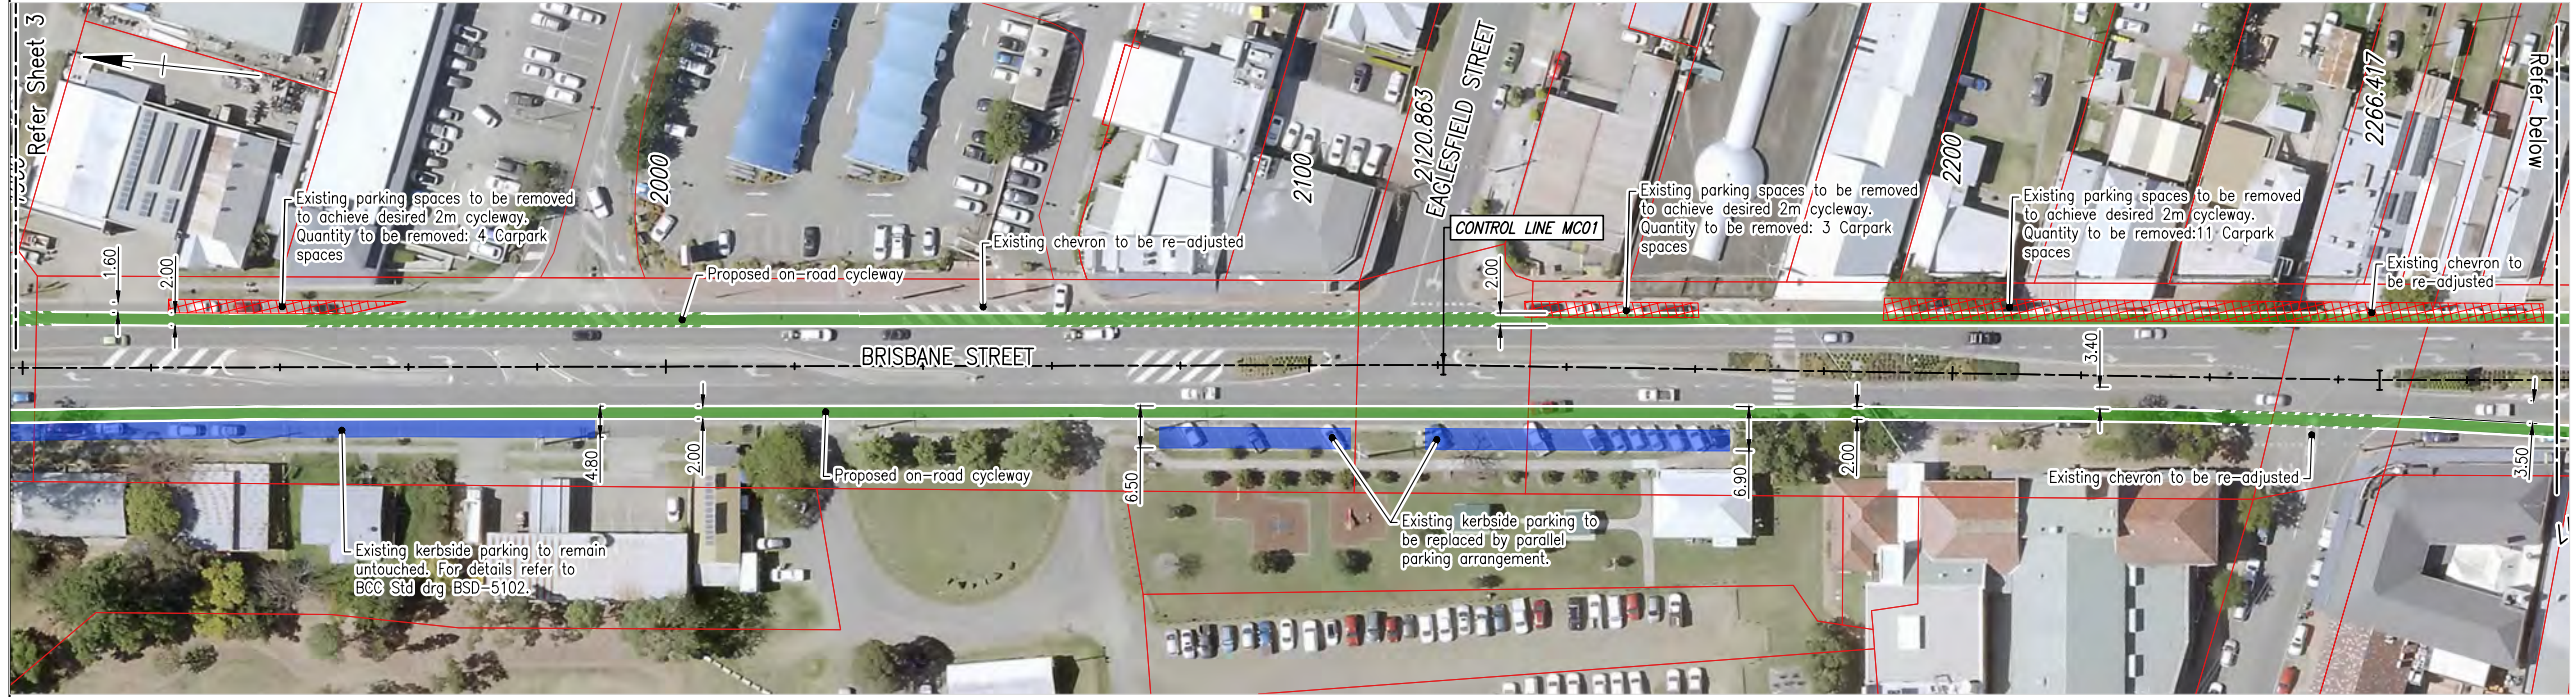 Refer Sheet 3
Existing parking spaces to be removed
to achieve desired 2m cycleway.
Quantity to be removed: 4 Carpark
spaces
1.60
2.00
2000
Proposed on-road cycleway
Existing chevron to be re-adjusted
2100
2120.863
EAGLESFIELD STREET
CONTROL LINE MC01
2.00
Existing parking spaces to be removed
to achieve desired 2m cycleway.
Quantity to be removed: 3 Carpark
spaces
2200
Existing parking spaces to be removed
to achieve desired 2m cycleway.
Quantity to be removed:11 Carpark
spaces
2266.417
Existing chevron to
be re-adjusted
Refer below
BRISBANE STREET
3.40
4.80
2.00
Proposed on-road cycleway
6.50
6.90
2.00
Existing chevron to be re-adjusted
3.50
Existing kerbside parking to remain
untouched. For details refer to
BCC Std drg BSD-5102.
Existing kerbside parking to
be replaced by parallel
parking arrangement.